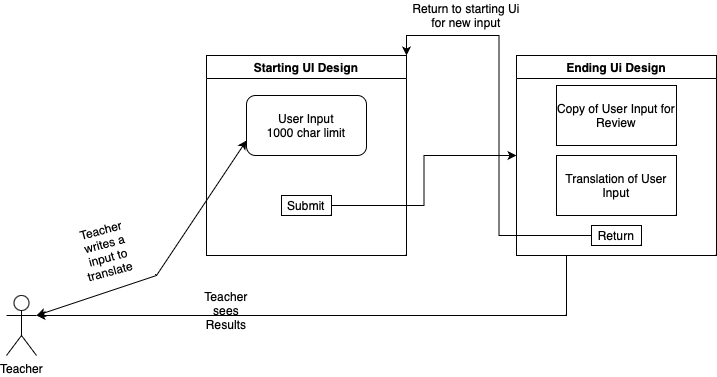 Return to starting Ui
for new input
Starting UI Design
Ending Ui Design
User Input
1000 char limit
Copy of User Input for
Review
Translation of User
Input
Submit
Return
Teacher
writes a
input to
translate
Teacher
sees
Results
Teacher